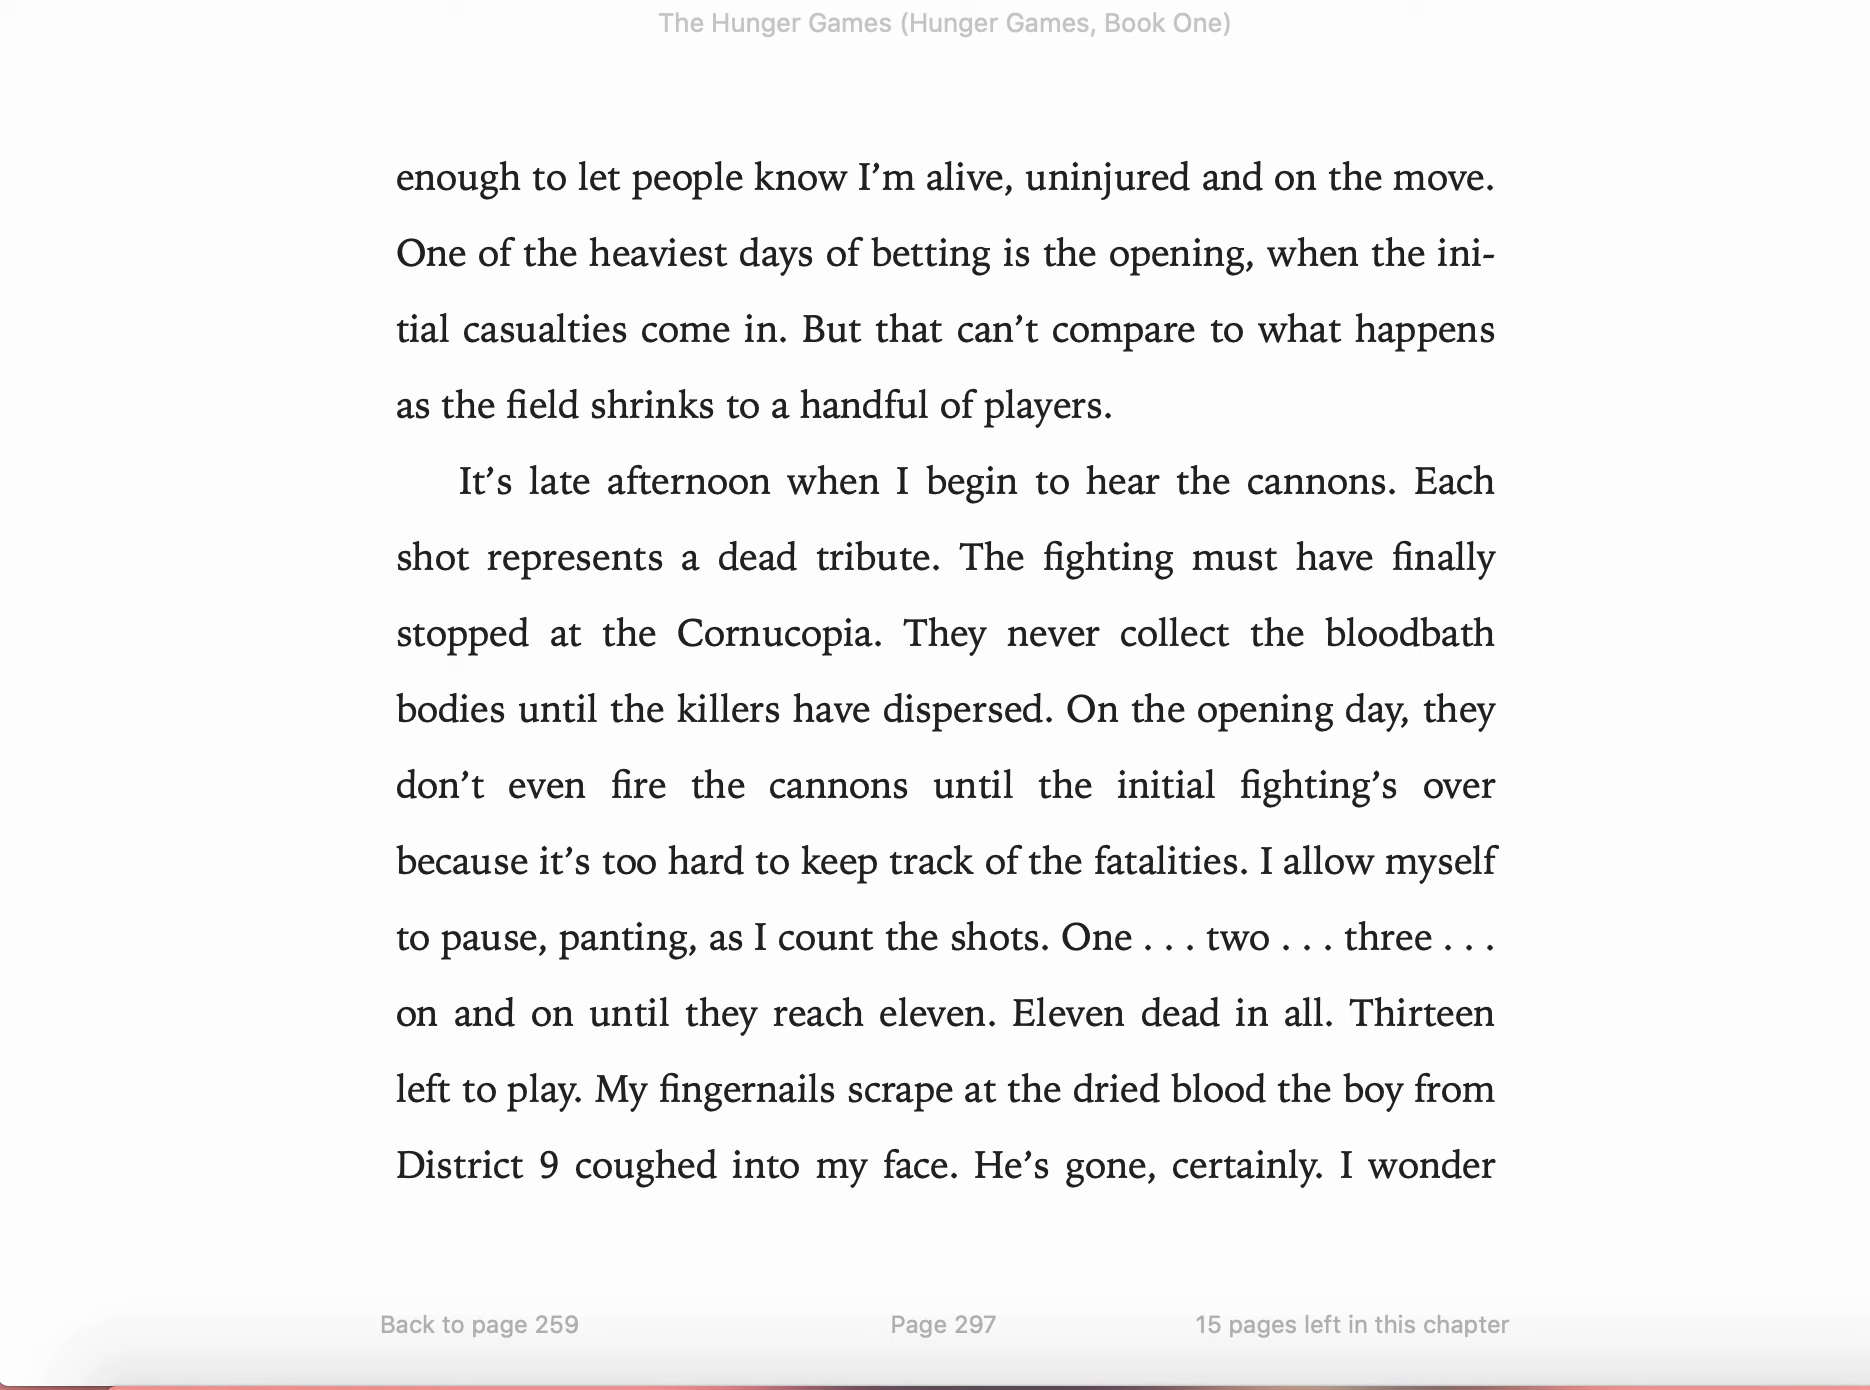 The Hunger Games (Hunger Games, Book One)
enough to let people know I’m alive, uninjured and on the move.
One of the heaviest days of betting is the opening, when the ini-
tial casualties come in. But that can’t compare to what happens
as the field shrinks to a handful of players.
It’s late afternoon when I begin to hear the cannons. Each
shot represents a dead tribute. The fighting must have finally
stopped at the Cornucopia. They never collect the bloodbath
bodies until the killers have dispersed. On the opening day, they
don’t even fire the cannons until the initial fighting’s over
because it’s too hard to keep track of the fatalities. I allow myself
to pause, panting, as I count the shots. One . . . two . . . three . . .
on and on until they reach eleven. Eleven dead in all. Thirteen
left to play. My fingernails scrape at the dried blood the boy from
District 9 coughed into my face. He’s gone, certainly. I wonder
Back to page 259
Page 297
15 pages left in this chapter